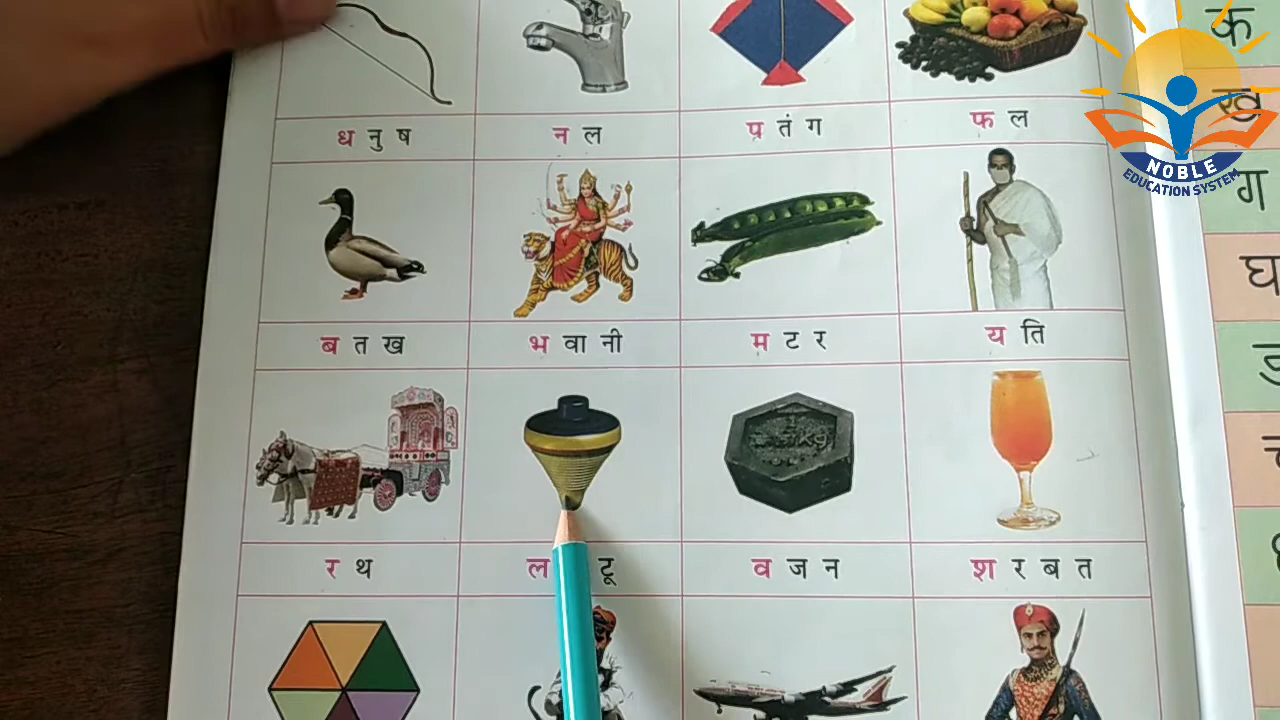 ध नु ष न ल प तं ग फ ल
ब त ख भ वा नी म ट र य ति
र थ ल टू व ज न श र ब त
क
ख
ग
घ
NOBLE
EDUCATION SYSTEM